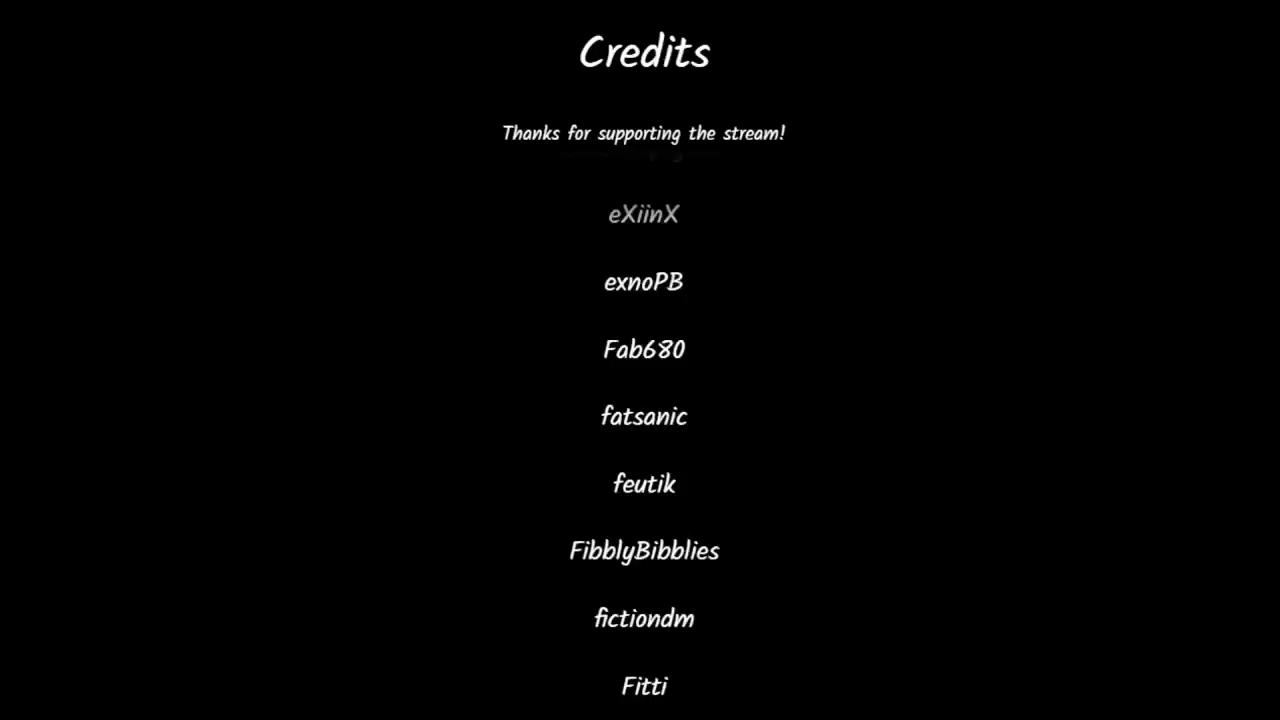 Credits
Thanks for supporting the stream!
eXiinX
exnoPB
Fab680
fatsanic
feutik
FibblyBibblies
fictiondm
Fitti